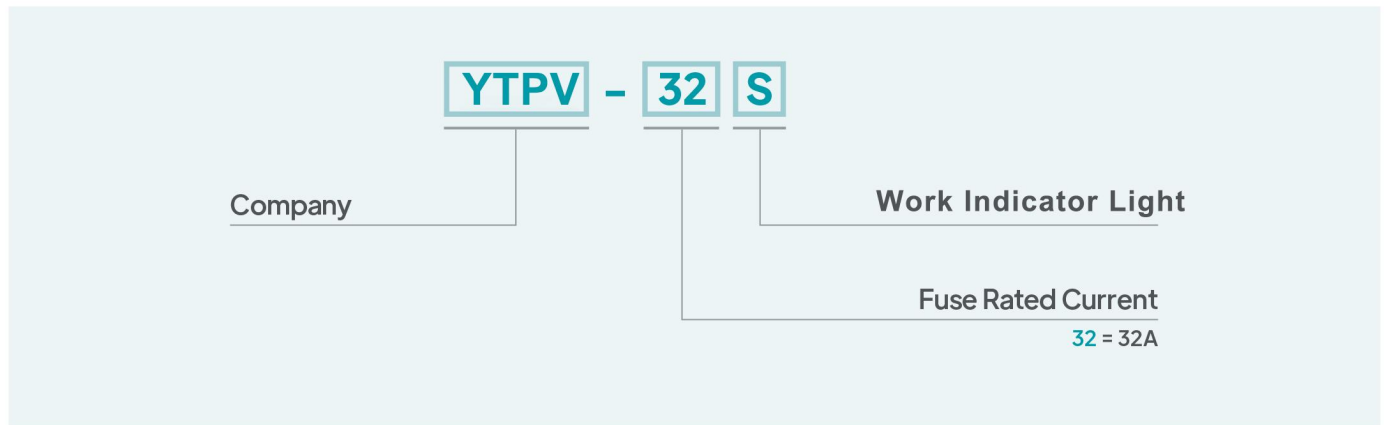 YTPV - 32 S
Company
Work Indicator Light
Fuse Rated Current
32 = 32A